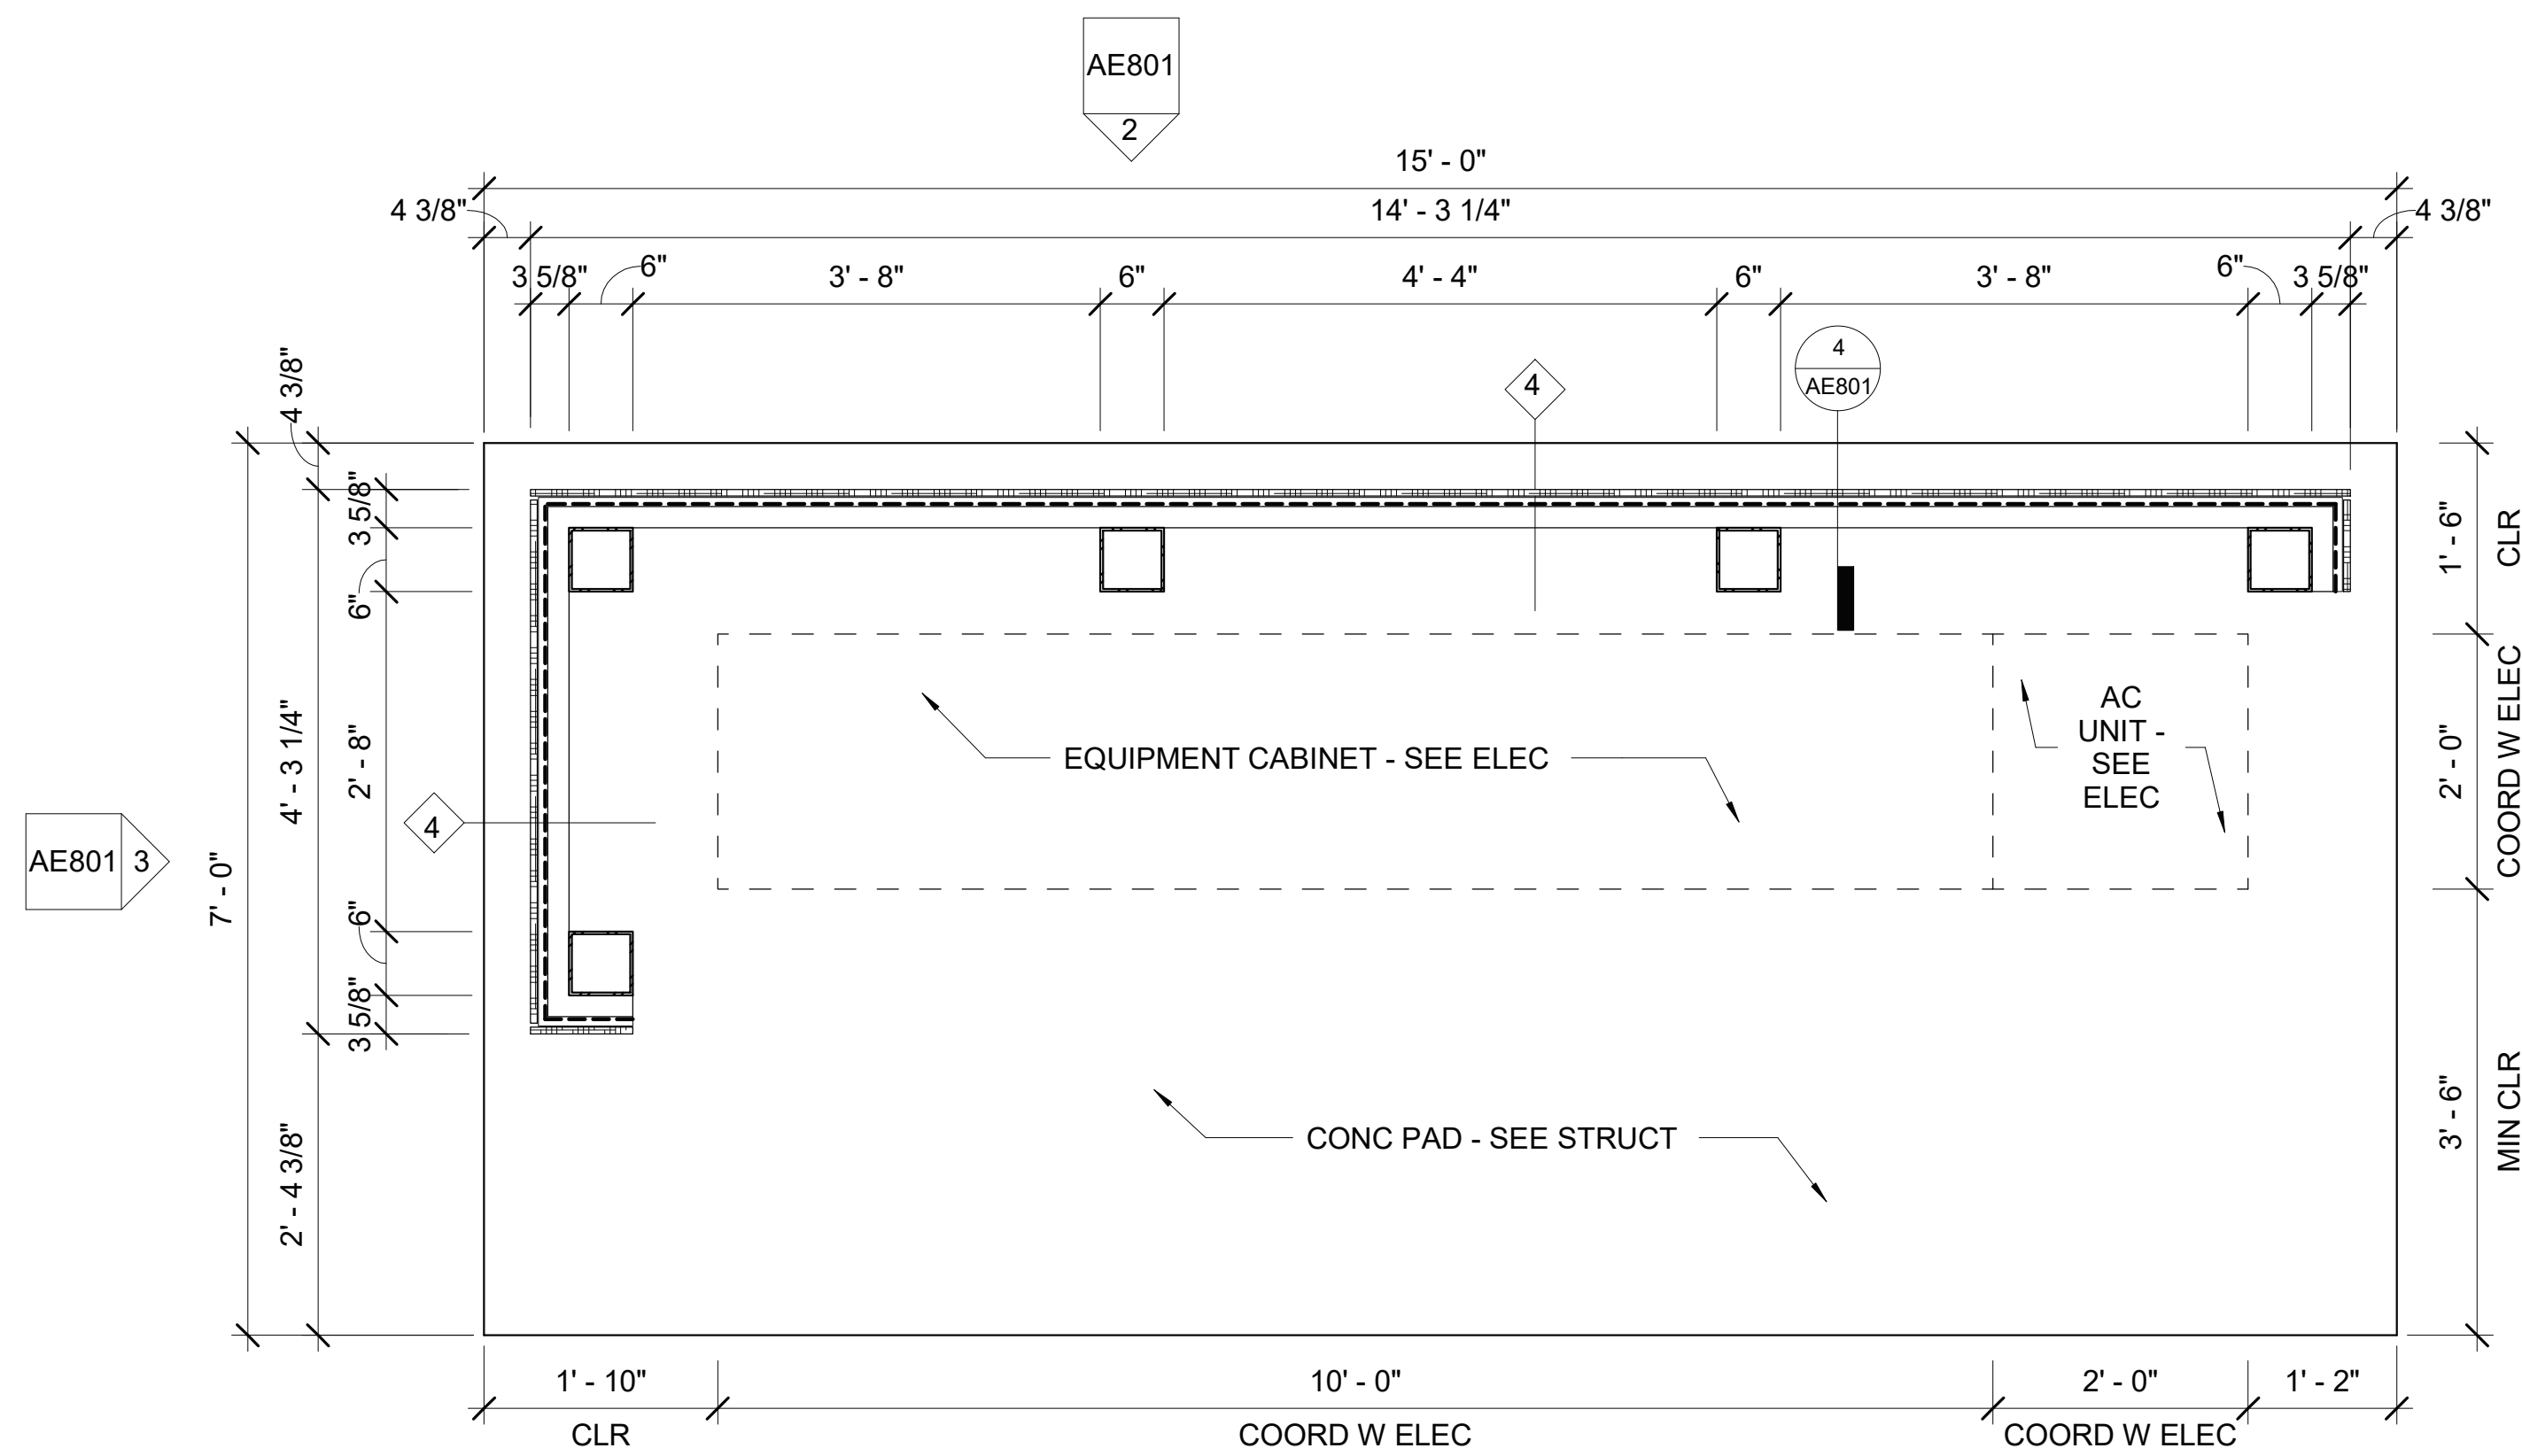 AE801
2
15' - 0"
4 3/8"
14' - 3 1/4"
4 3/8"
3 5/8"
6"
3' - 8"
6"
4' - 4"
6"
3' - 8"
6"
3 5/8"
4
4
AE801
4 3/8"
3 5/8"
6"
4' - 3 1/4"
2' - 8"
7' - 0"
6"
3 5/8"
2' - 4 3/8"
AE801
3
4
EQUIPMENT CABINET - SEE ELEC
AC
UNIT -
SEE
ELEC
CONC PAD - SEE STRUCT
1' - 6"
CLR
2' - 0"
COORD W ELEC
3' - 6"
MIN CLR
1' - 10"
CLR
10' - 0"
COORD W ELEC
2' - 0"
COORD W ELEC
1' - 2"